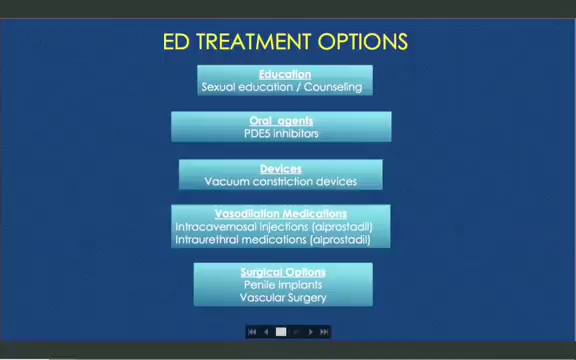 ED TREATMENT OPTIONS
Education
Sexual education / Counseling
Oral agents
PDE5 inhibitors
Devices
Vacuum constriction devices
Vasodilation Medications
Intracavernosal injections (alprostadil)
Intraurethral medications (alprostadil)
Surgical Options
Penile Implants
Vascular Surgery